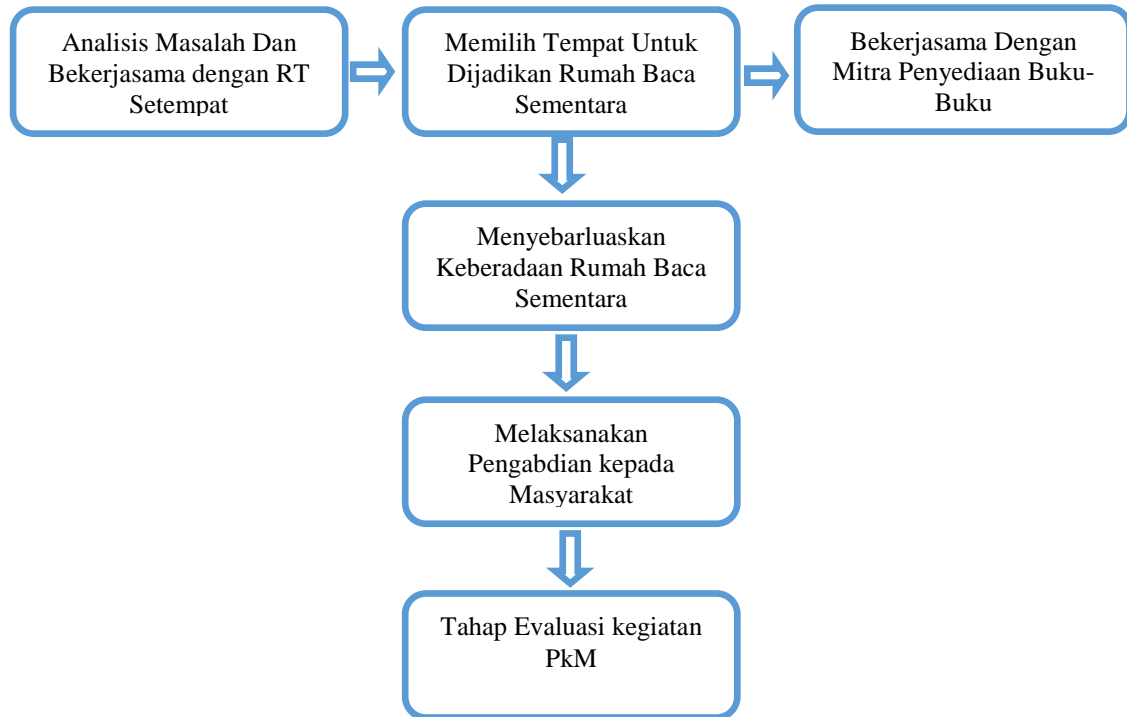 Analisis Masalah Dan
Bekerjasama dengan RT
Setempat
Memilih Tempat Untuk
Dijadikan Rumah Baca
Sementara
Bekerjasama Dengan
Mitra Penyediaan Buku-
Buku
Menyebarluaskan
Keberadaan Rumah Baca
Sementara
Melaksanakan
Pengabdian kepada
Masyarakat
Tahap Evaluasi kegiatan
PkM